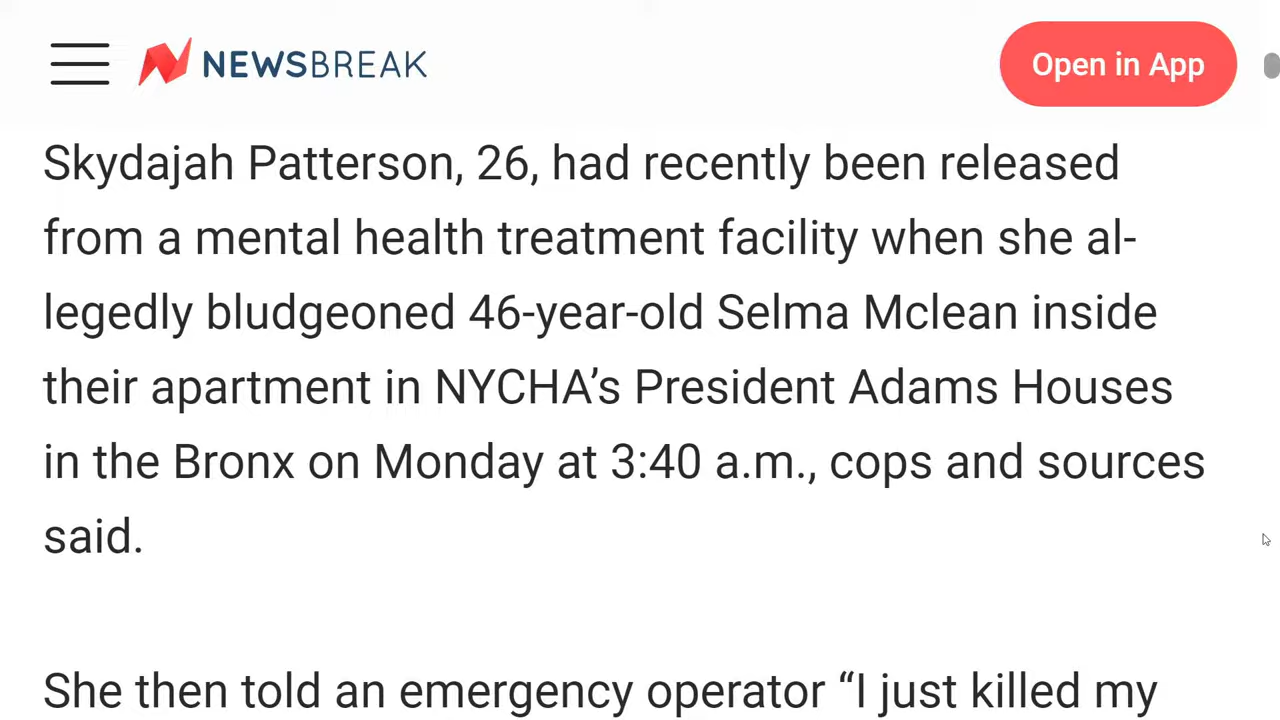 NEWSBREAK
Open in App
Skydajah Patterson, 26, had recently been released
from a mental health treatment facility when she al-
legedly bludgeoned 46-year-old Selma Mclean inside
their apartment in NYCHA’s President Adams Houses
in the Bronx on Monday at 3:40 a.m., cops and sources
said.
She then told an emergency operator “I just killed my